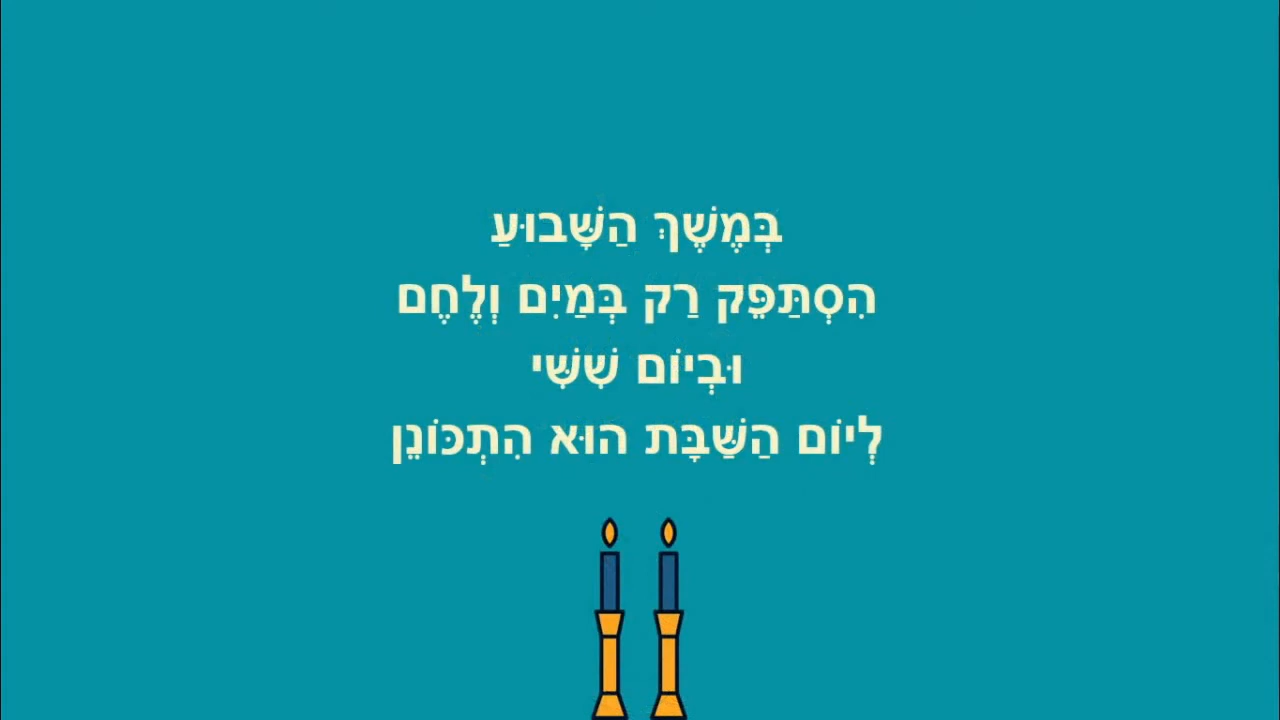 בְּמֶשֶׁךְ הַשָּׁבוּעַ
הִסְתַּפֵּק רַק בְּמַיִם וְלֶחֶם
וּבְיוֹם שִׁשִּׁי
לְיוֹם הַשַּׁבָּת הוּא הִתְכּוֹנֵן